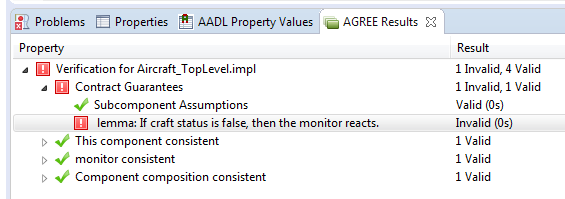 Problems Properties AADL Property Values AGREE Results
Property Result
Verification for Aircraft_TopLevel.impl 1 Invalid, 4 Valid
Contract Guarantees 1 Invalid, 1 Valid
Subcomponent Assumptions Valid (0s)
lemma: If craft status is false, then the monitor reacts. Invalid (0s)
This component consistent 1 Valid
monitor consistent 1 Valid
Component composition consistent 1 Valid